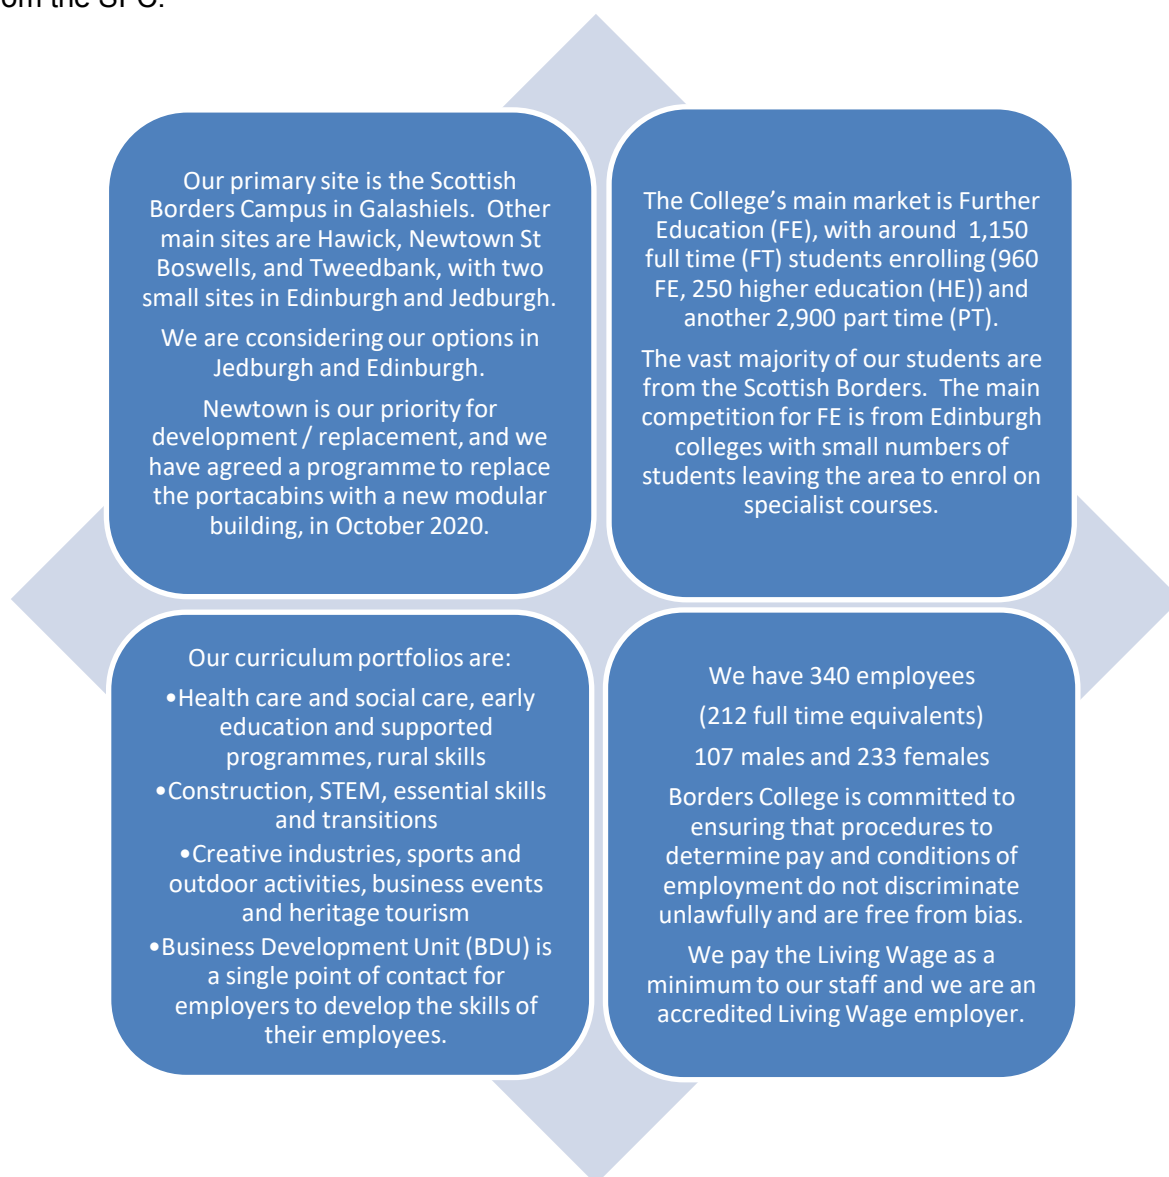 om the SFC.
Our primary site is the Scottish
Borders Campus in Galashiels.  Other
main sites are Hawick, Newtown St
Boswells, and Tweedbank, with two
small sites in Edinburgh and Jedburgh.
We are cconsidering our options in
Jedburgh and Edinburgh.
Newtown is our priority for
development / replacement, and we
have agreed a programme to replace
the portacabins with a new modular
building, in October 2020.
The College’s main market is Further
Education (FE), with around  1,150
full time (FT) students enrolling (960
FE, 250 higher education (HE)) and
another 2,900 part time (PT).
The vast majority of our students are
from the Scottish Borders.  The main
competition for FE is from Edinburgh
colleges with small numbers of
students leaving the area to enrol on
specialist courses.
Our curriculum portfolios are:
•Health care and social care, early
education and supported
programmes, rural skills
•Construction, STEM, essential skills
and transitions
•Creative industries, sports and
outdoor activities, business events
and heritage tourism
•Business Development Unit (BDU) is
a single point of contact for
employers to develop the skills of
their employees.
We have 340 employees
(212 full time equivalents)
107 males and 233 females
Borders College is committed to
ensuring that procedures to
determine pay and conditions of
employment do not discriminate
unlawfully and are free from bias.
We pay the Living Wage as a
minimum to our staff and we are an
accredited Living Wage employer.